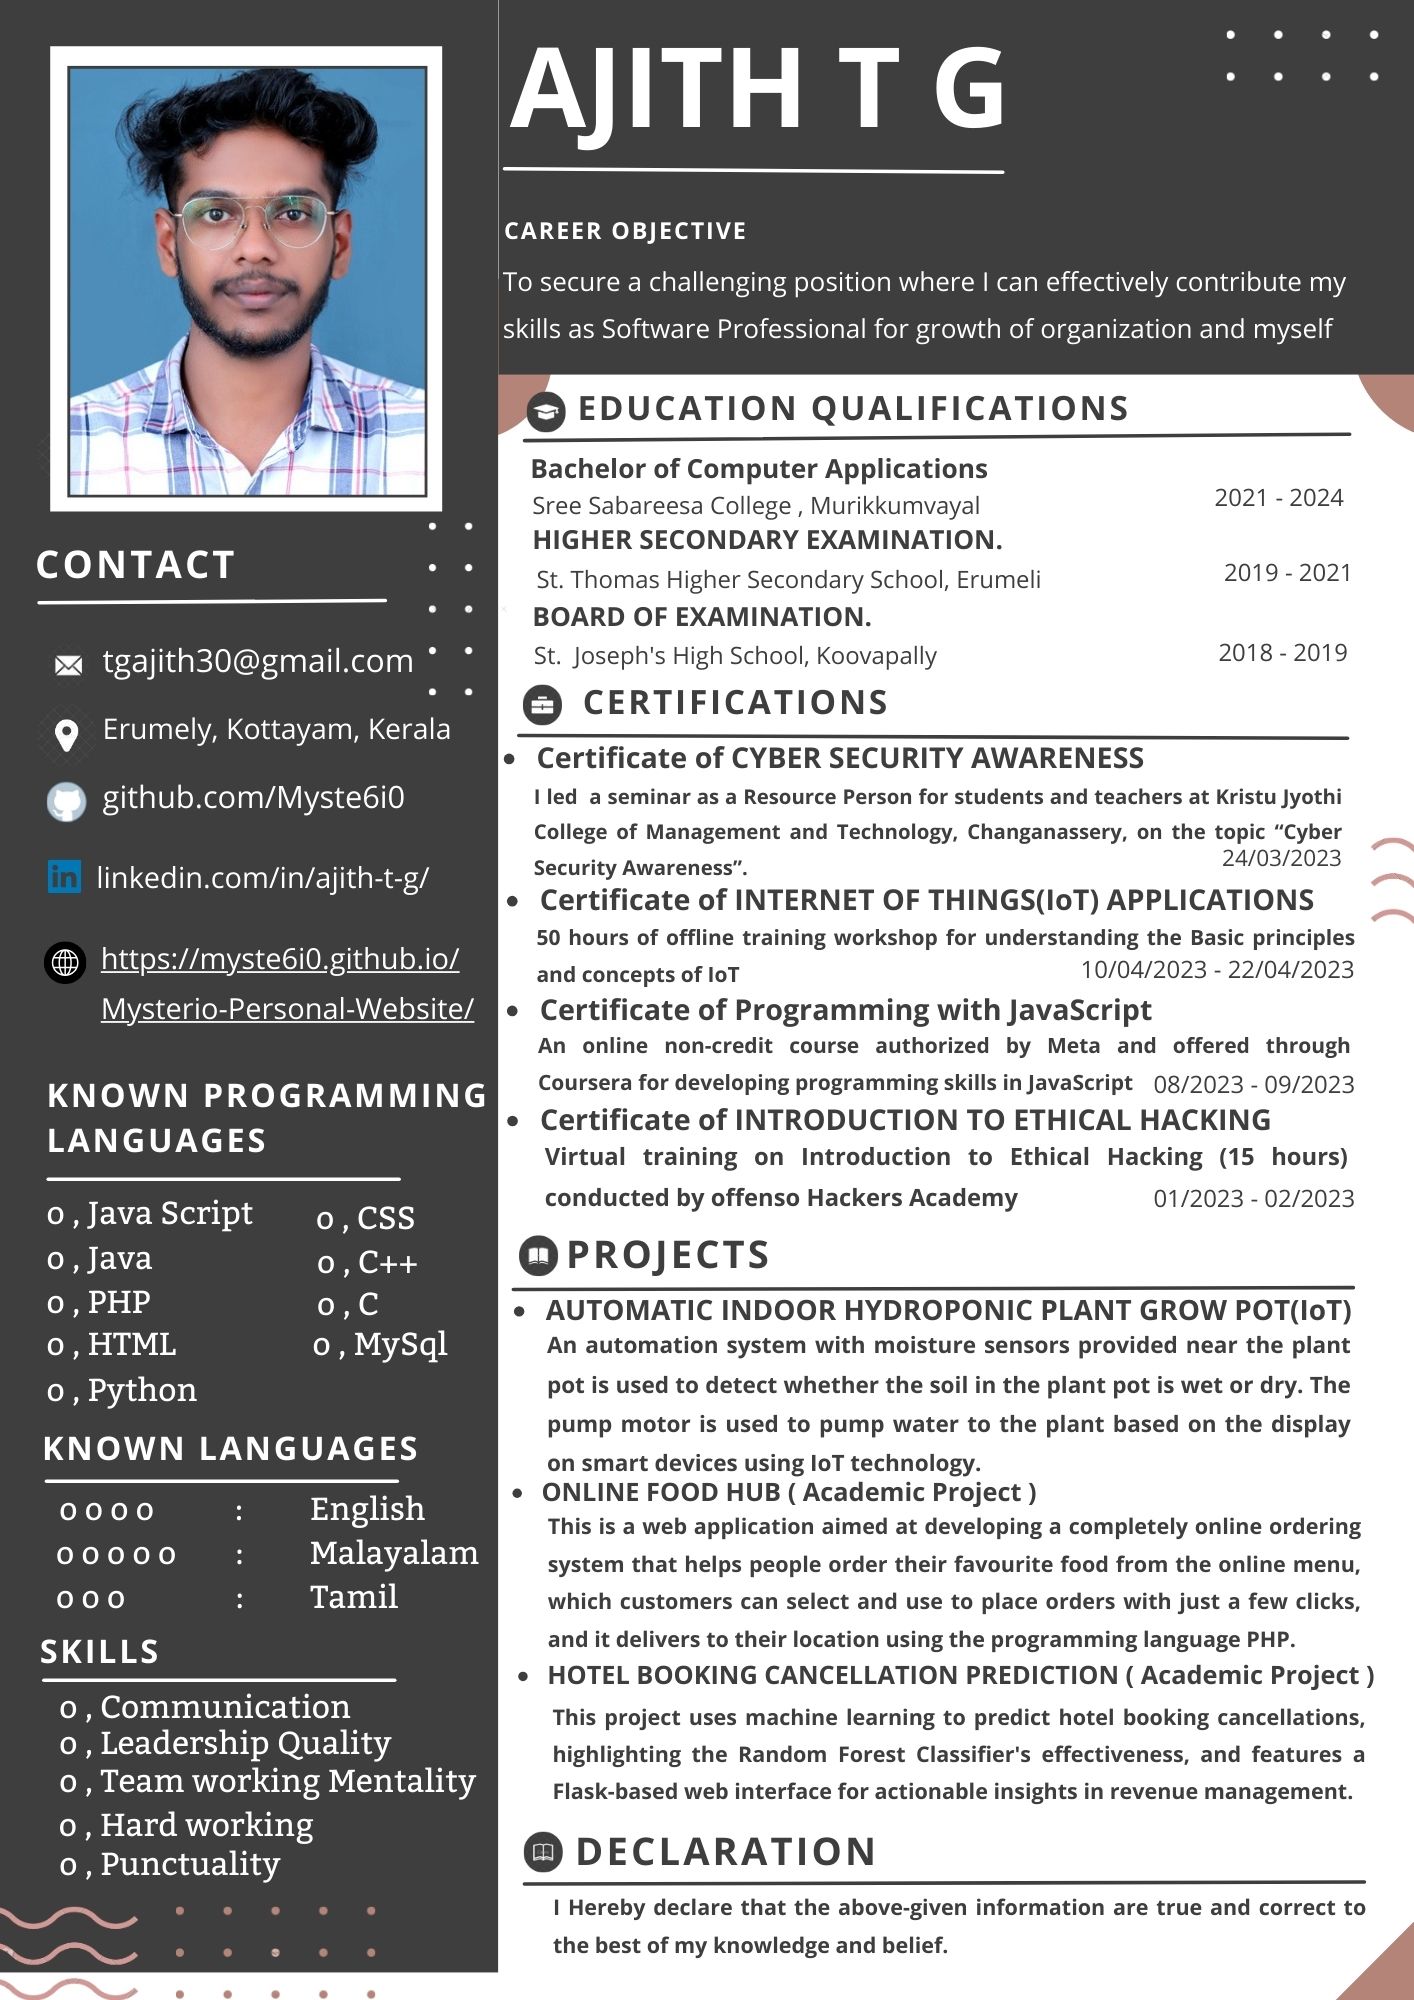 AJITH T G
CAREER OBJECTIVE
To secure a challenging position where I can effectively contribute my
skills as Software Professional for growth of organization and myself
CONTACT
tgajith30@gmail.com
Erumely, Kottayam, Kerala
github.com/Myste6i0
linkedin.com/in/ajith-t-g/
https://myste6i0.github.io/
Mysterio-Personal-Website/
KNOWN PROGRAMMING
LANGUAGES
o , Java Script
o , CSS
o , Java
o , C++
o , PHP
o , C
o , HTML
o , MySql
o , Python
KNOWN LANGUAGES
o o o o : English
o o o o o : Malayalam
o o o : Tamil
SKILLS
o , Communication
o , Leadership Quality
o , Team working Mentality
o , Hard working
o , Punctuality
EDUCATION QUALIFICATIONS
Bachelor of Computer Applications
Sree Sabareesa College , Murikkumvayal 2021 - 2024
HIGHER SECONDARY EXAMINATION.
St. Thomas Higher Secondary School, Erumeli 2019 - 2021
BOARD OF EXAMINATION.
St. Joseph's High School, Koovapally 2018 - 2019
CERTIFICATIONS
• Certificate of CYBER SECURITY AWARENESS
I led a seminar as a Resource Person for students and teachers at Kristu Jyothi
College of Management and Technology, Changanassery, on the topic “Cyber
Security Awareness”. 24/03/2023
• Certificate of INTERNET OF THINGS(IoT) APPLICATIONS
50 hours of offline training workshop for understanding the Basic principles
and concepts of IoT 10/04/2023 - 22/04/2023
• Certificate of Programming with JavaScript
An online non-credit course authorized by Meta and offered through
Coursera for developing programming skills in JavaScript 08/2023 - 09/2023
• Certificate of INTRODUCTION TO ETHICAL HACKING
Virtual training on Introduction to Ethical Hacking (15 hours)
conducted by offenso Hackers Academy 01/2023 - 02/2023
PROJECTS
• AUTOMATIC INDOOR HYDROPONIC PLANT GROW POT(IoT)
An automation system with moisture sensors provided near the plant
pot is used to detect whether the soil in the plant pot is wet or dry. The
pump motor is used to pump water to the plant based on the display
on smart devices using IoT technology.
• ONLINE FOOD HUB ( Academic Project )
This is a web application aimed at developing a completely online ordering
system that helps people order their favourite food from the online menu,
which customers can select and use to place orders with just a few clicks,
and it delivers to their location using the programming language PHP.
• HOTEL BOOKING CANCELLATION PREDICTION ( Academic Project )
This project uses machine learning to predict hotel booking cancellations,
highlighting the Random Forest Classifier's effectiveness, and features a
Flask-based web interface for actionable insights in revenue management.
DECLARATION
I Hereby declare that the above-given information are true and correct to
the best of my knowledge and belief.